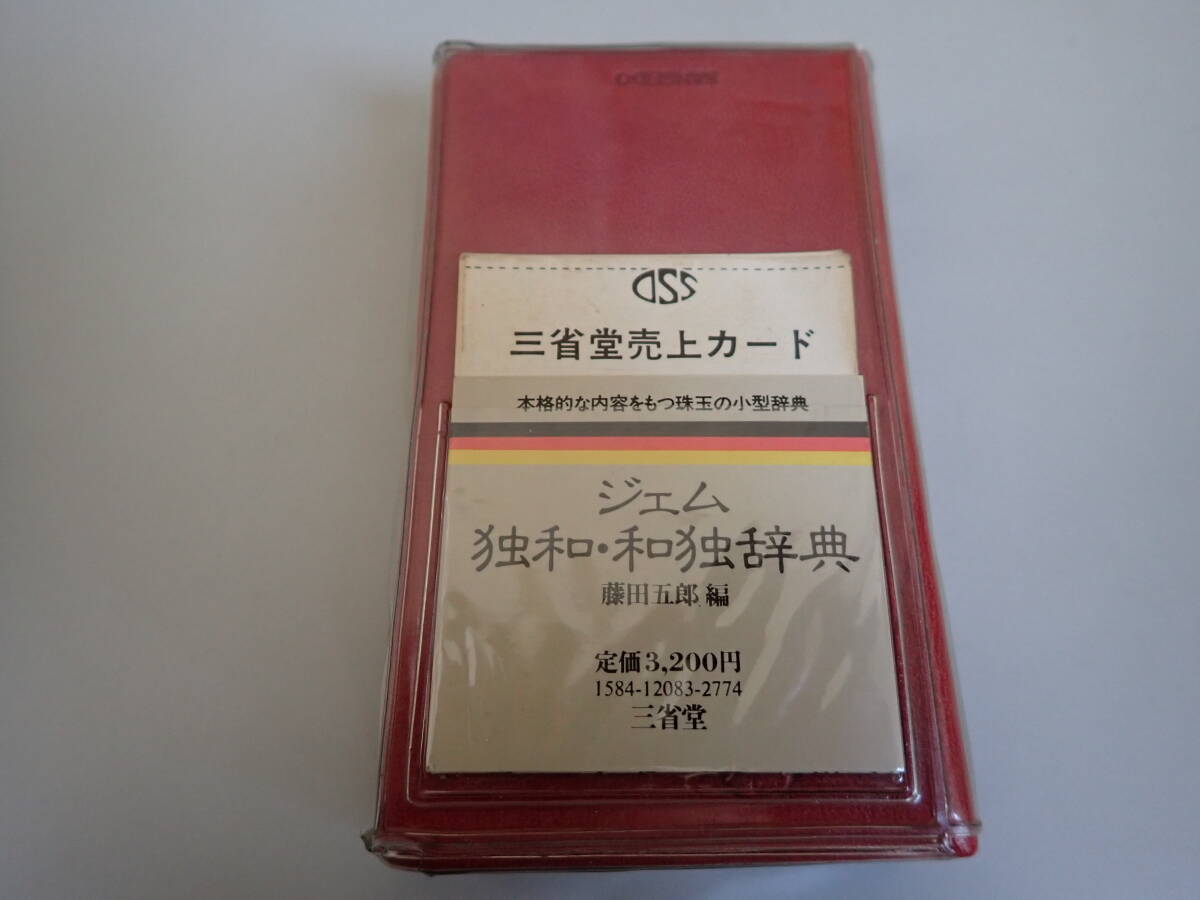 SANSEIDO
OSS
三省堂売上カード
本格的な内容をもつ珠玉の小型辞典
ジェム
独和・和独辞典
藤田五郎 編
定価3,200円
1584-12083-2774
三省堂